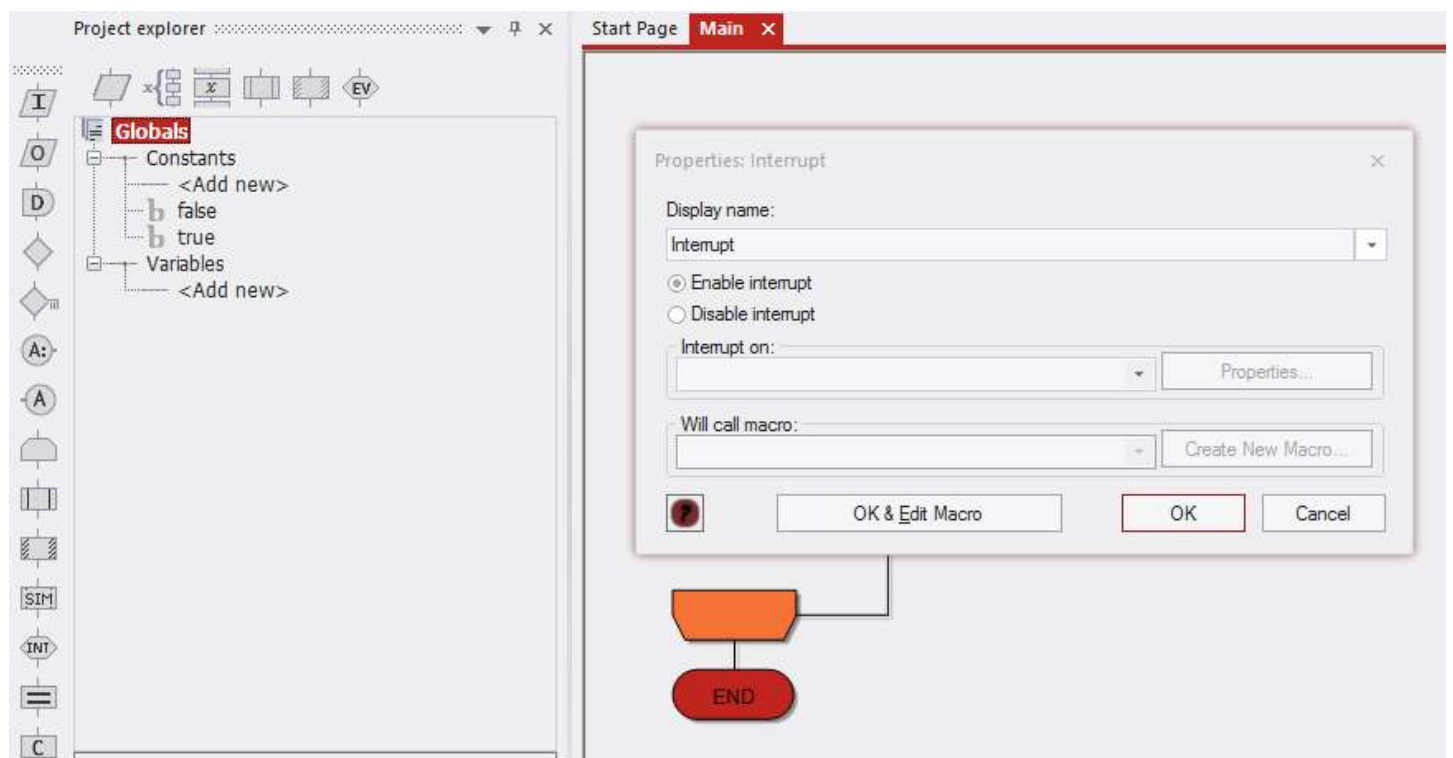 Project explorer
Start Page Main
I
x
EV
O
D
A:
A
SIM
INT
C
Globals
Constants
<Add new>
false
true
Variables
<Add new>
Properties: Interrupt
Display name:
Interrupt
Enable interrupt
Disable interrupt
Interrupt on:
Properties...
Will call macro:
Create New Macro...
?
OK & Edit Macro
OK
Cancel
END